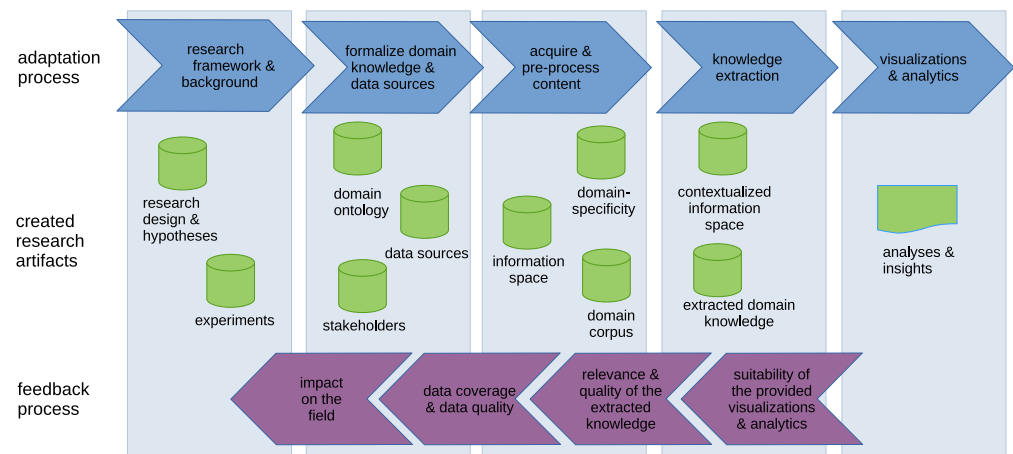 adaptation
process
research
framework &
background
formalize domain
knowledge &
data sources
acquire &
pre-process
content
knowledge
extraction
visualizations
& analytics
created
research
artifacts
research
design &
hypotheses
experiments
domain
ontology
data sources
stakeholders
domain-
specificity
information
space
domain
corpus
contextualized
information
space
extracted domain
knowledge
analyses &
insights
feedback
process
impact
on the
field
data coverage
& data quality
relevance &
quality of the
extracted
knowledge
suitability of
the provided
visualizations
& analytics